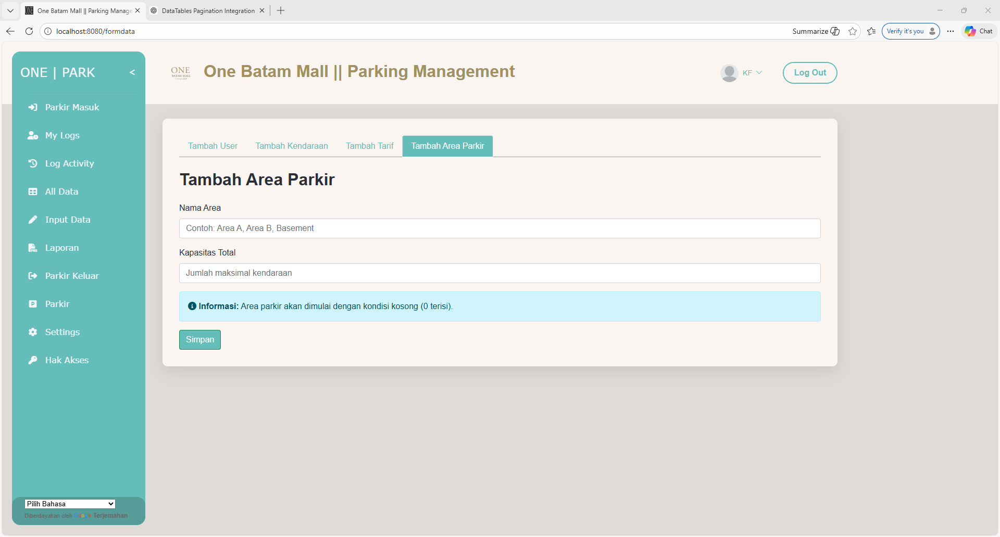 One Batam Mall || Parking Manage
DataTables Pagination Integration
localhost:8080/formdata
Summarize
Verify it's you
Chat
ONE | PARK
<
ONE
BATAM MALL
One Batam Mall || Parking Management
KF
Log Out
Parkir Masuk
My Logs
Log Activity
All Data
Input Data
Laporan
Parkir Keluar
Parkir
Settings
Hak Akses
Tambah User
Tambah Kendaraan
Tambah Tarif
Tambah Area Parkir
Tambah Area Parkir
Nama Area
Contoh: Area A, Area B, Basement
Kapasitas Total
Jumlah maksimal kendaraan
Informasi: Area parkir akan dimulai dengan kondisi kosong (0 terisi).
Simpan
Pilih Bahasa
Diberdayakan oleh Google Terjemahan